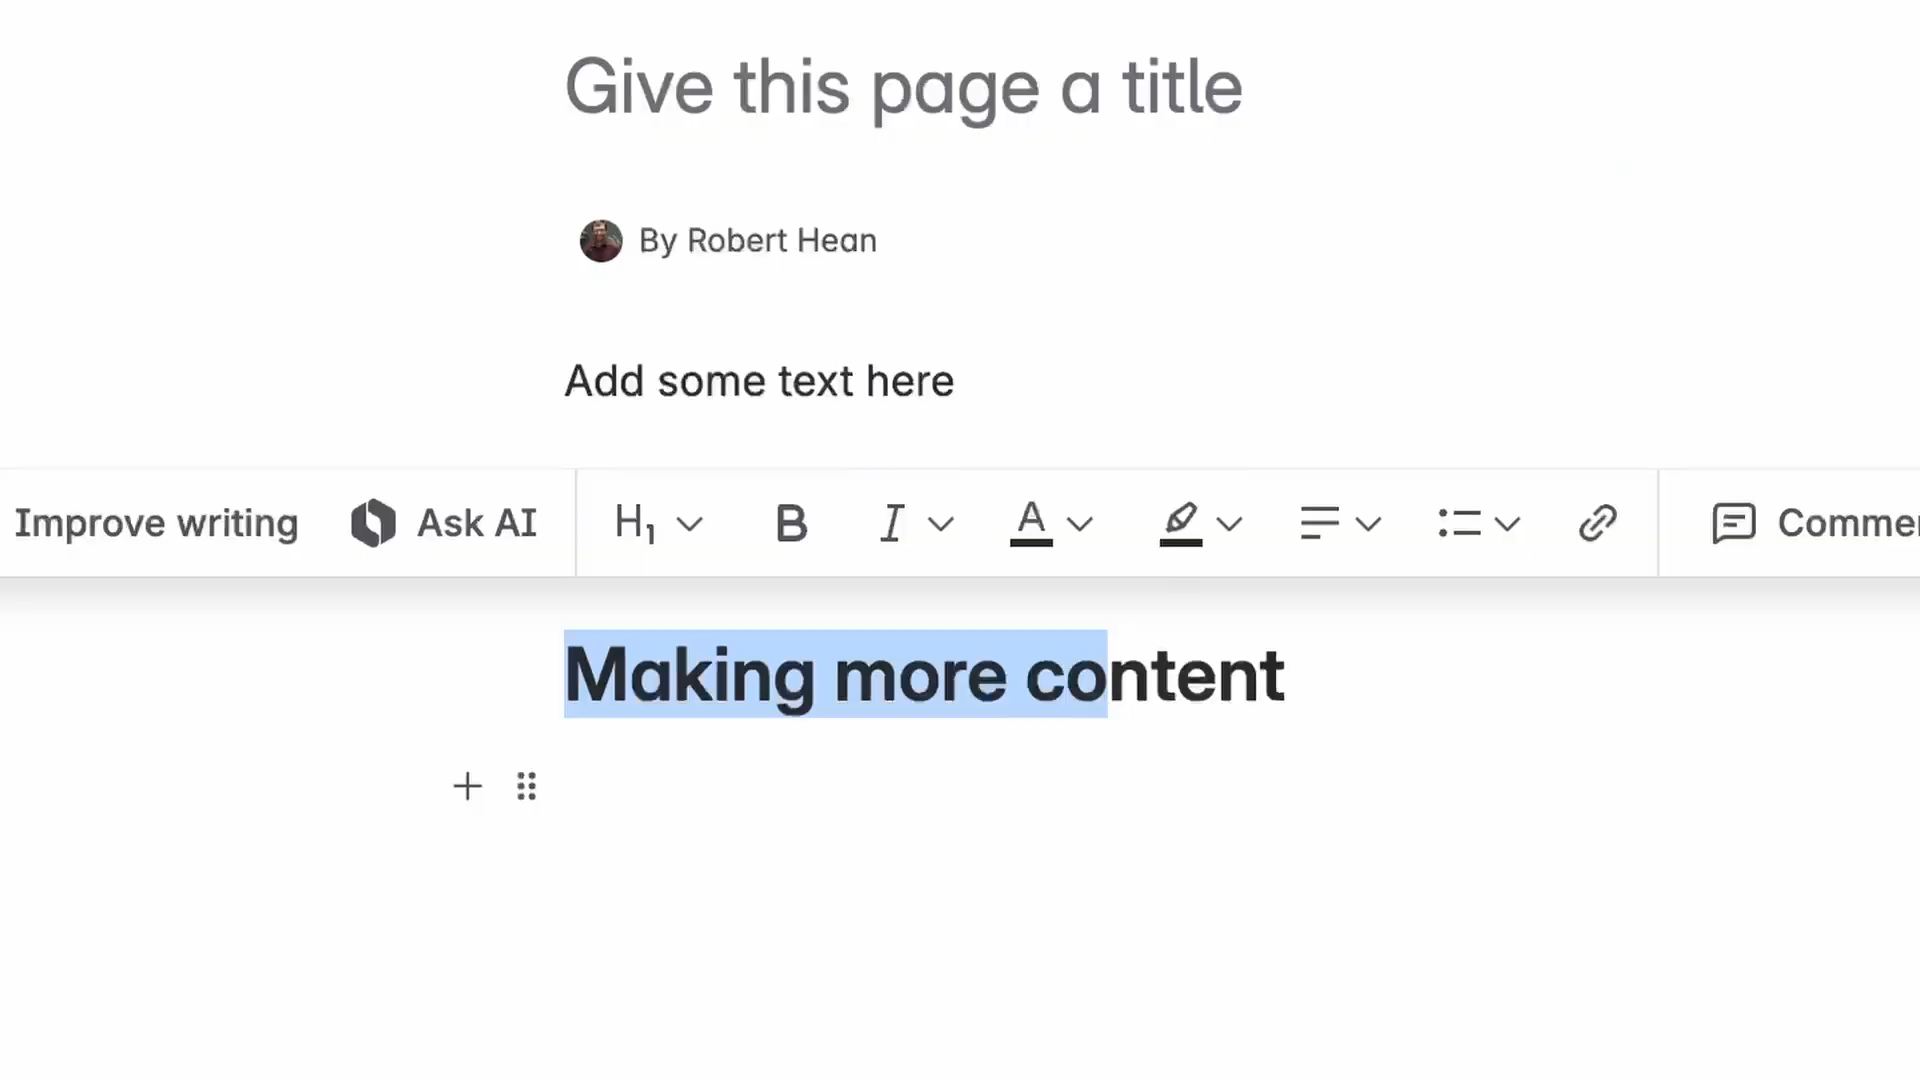 Give this page a title
By Robert Hean
Add some text here
Improve writing Ask AI H1 B I A Commen
Making more content